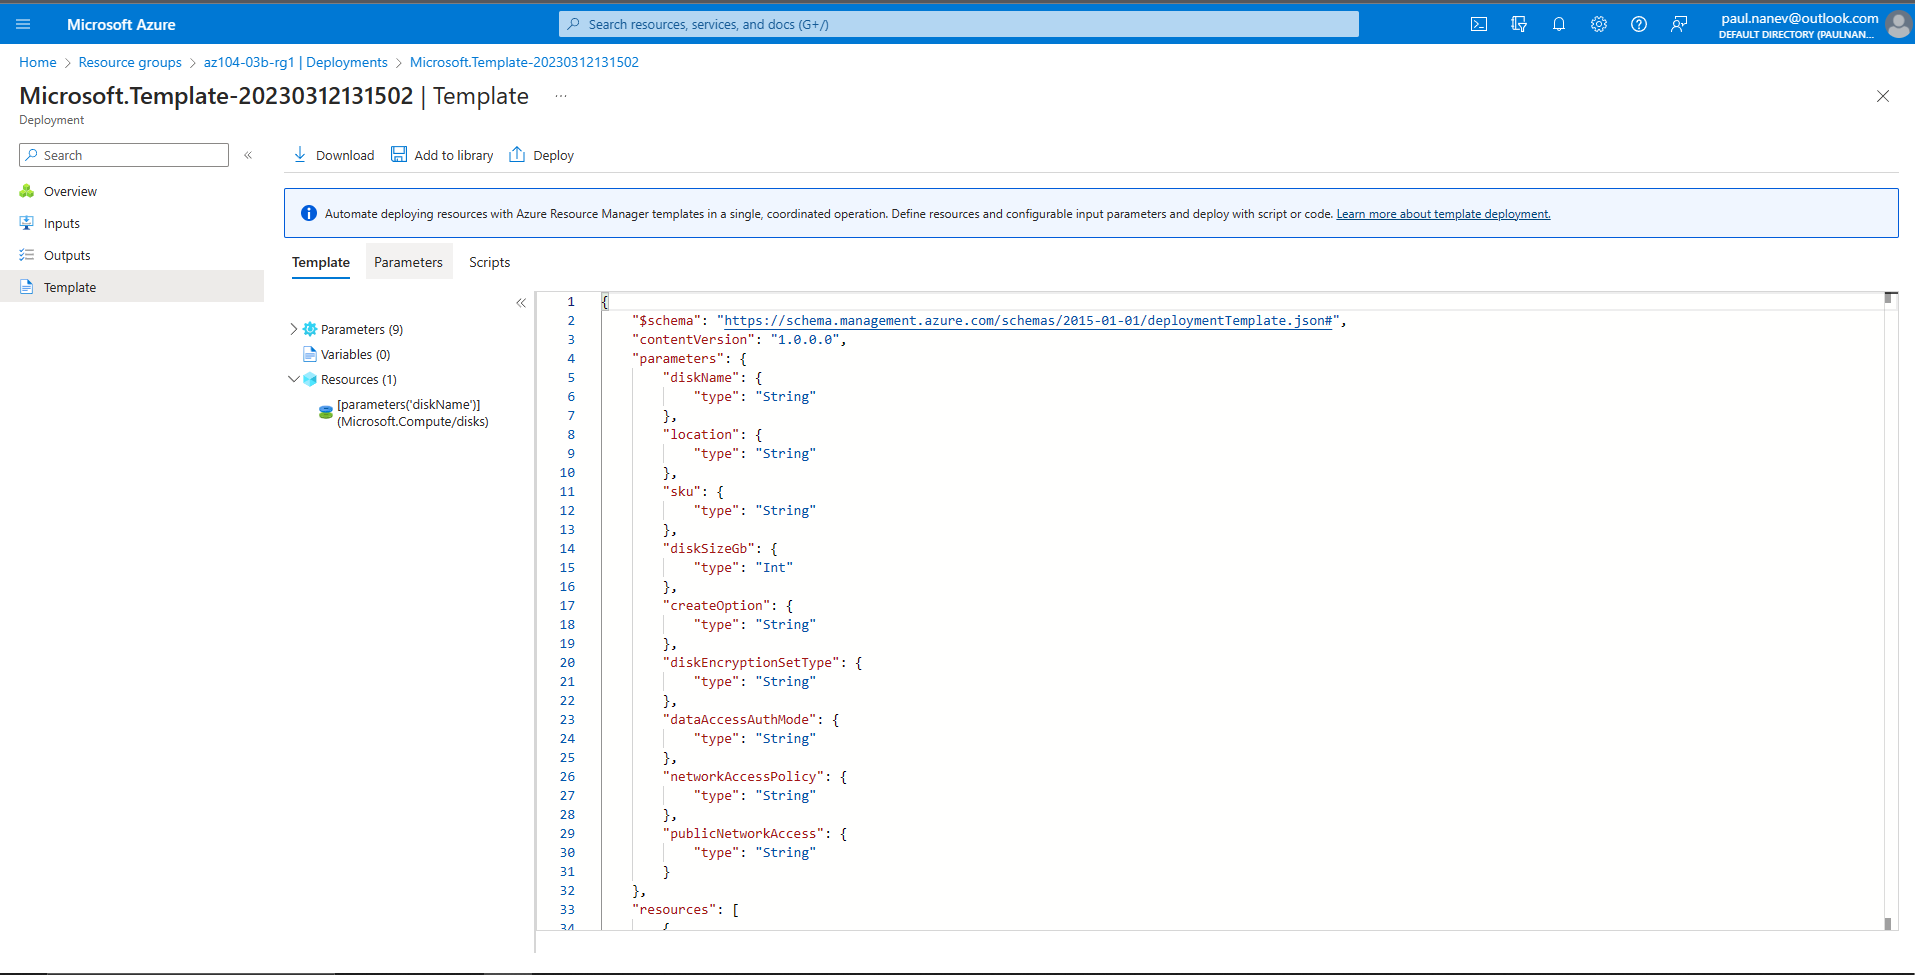 Microsoft Azure
Search resources, services, and docs (G+/)
paul.nanev@outlook.com
DEFAULT DIRECTORY (PAULNAN...
Home > Resource groups > az104-03b-rg1 | Deployments > Microsoft.Template-20230312131502
Microsoft.Template-20230312131502 | Template ...
Deployment
Search
«
Download
Add to library
Deploy
Overview
Inputs
Outputs
Template
Automate deploying resources with Azure Resource Manager templates in a single, coordinated operation. Define resources and configurable input parameters and deploy with script or code. Learn more about template deployment.
Template
Parameters
Scripts
«
Parameters (9)
Variables (0)
Resources (1)
[parameters('diskName')]
(Microsoft.Compute/disks)
1 {
2 "$schema": "https://schema.management.azure.com/schemas/2015-01-01/deploymentTemplate.json#",
3 "contentVersion": "1.0.0.0",
4 "parameters": {
5 "diskName": {
6 "type": "String"
7 },
8 "location": {
9 "type": "String"
10 },
11 "sku": {
12 "type": "String"
13 },
14 "diskSizeGb": {
15 "type": "Int"
16 },
17 "createOption": {
18 "type": "String"
19 },
20 "diskEncryptionSetType": {
21 "type": "String"
22 },
23 "dataAccessAuthMode": {
24 "type": "String"
25 },
26 "networkAccessPolicy": {
27 "type": "String"
28 },
29 "publicNetworkAccess": {
30 "type": "String"
31 }
32 },
33 "resources": [
34 {